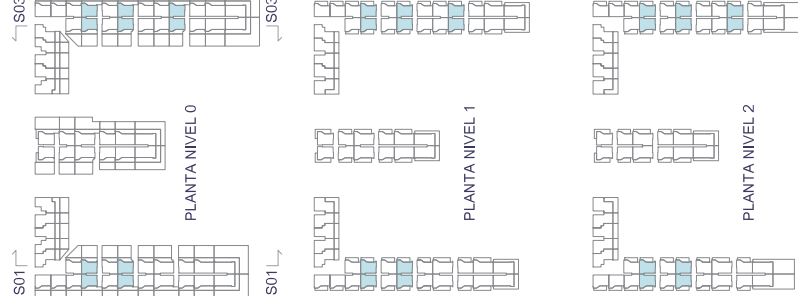 S03
S03
PLANTA NIVEL 0
PLANTA NIVEL 1
PLANTA NIVEL 2
S01
S01